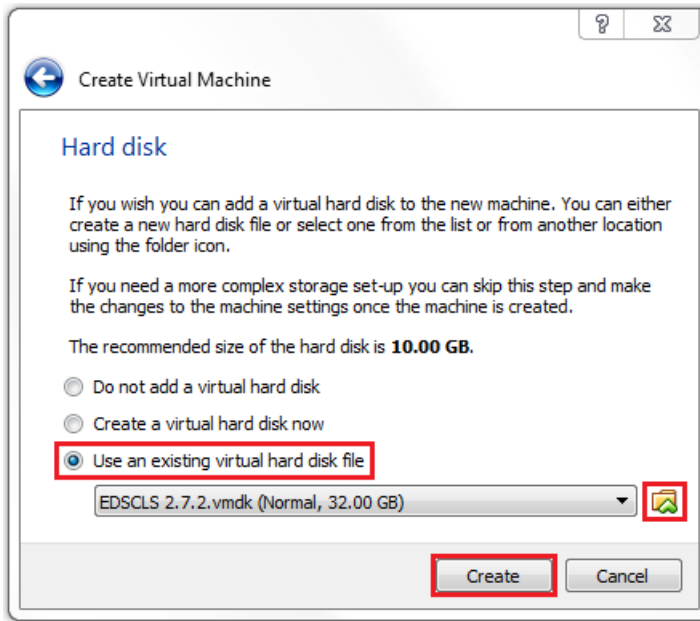 Create Virtual Machine
Hard disk
If you wish you can add a virtual hard disk to the new machine. You can either
create a new hard disk file or select one from the list or from another location
using the folder icon.
If you need a more complex storage set-up you can skip this step and make
the changes to the machine settings once the machine is created.
The recommended size of the hard disk is 10.00 GB.
Do not add a virtual hard disk
Create a virtual hard disk now
Use an existing virtual hard disk file
EDSCLS 2.7.2.vmdk (Normal, 32.00 GB)
Create Cancel